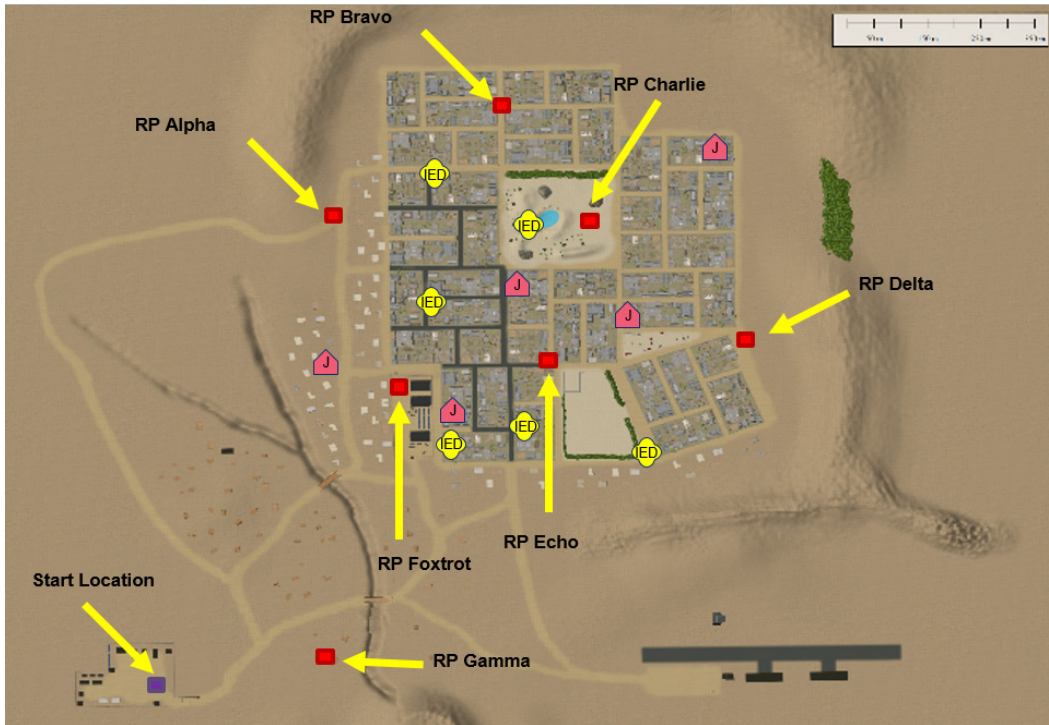 RP Bravo
RP Charlie
RP Alpha
J
IED
IED
RP Delta
J
IED
J
J
J
IED
IED
IED
RP Echo
RP Foxtrot
Start Location
RP Gamma